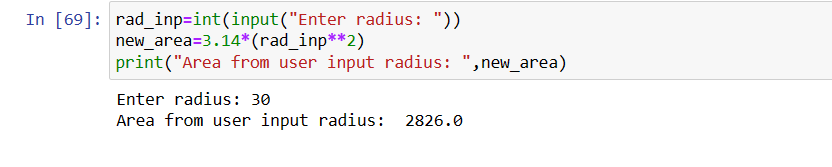 In [69]: rad_inp=int(input("Enter radius: "))
new_area=3.14*(rad_inp**2)
print("Area from user input radius: ",new_area)
Enter radius: 30
Area from user input radius:  2826.0